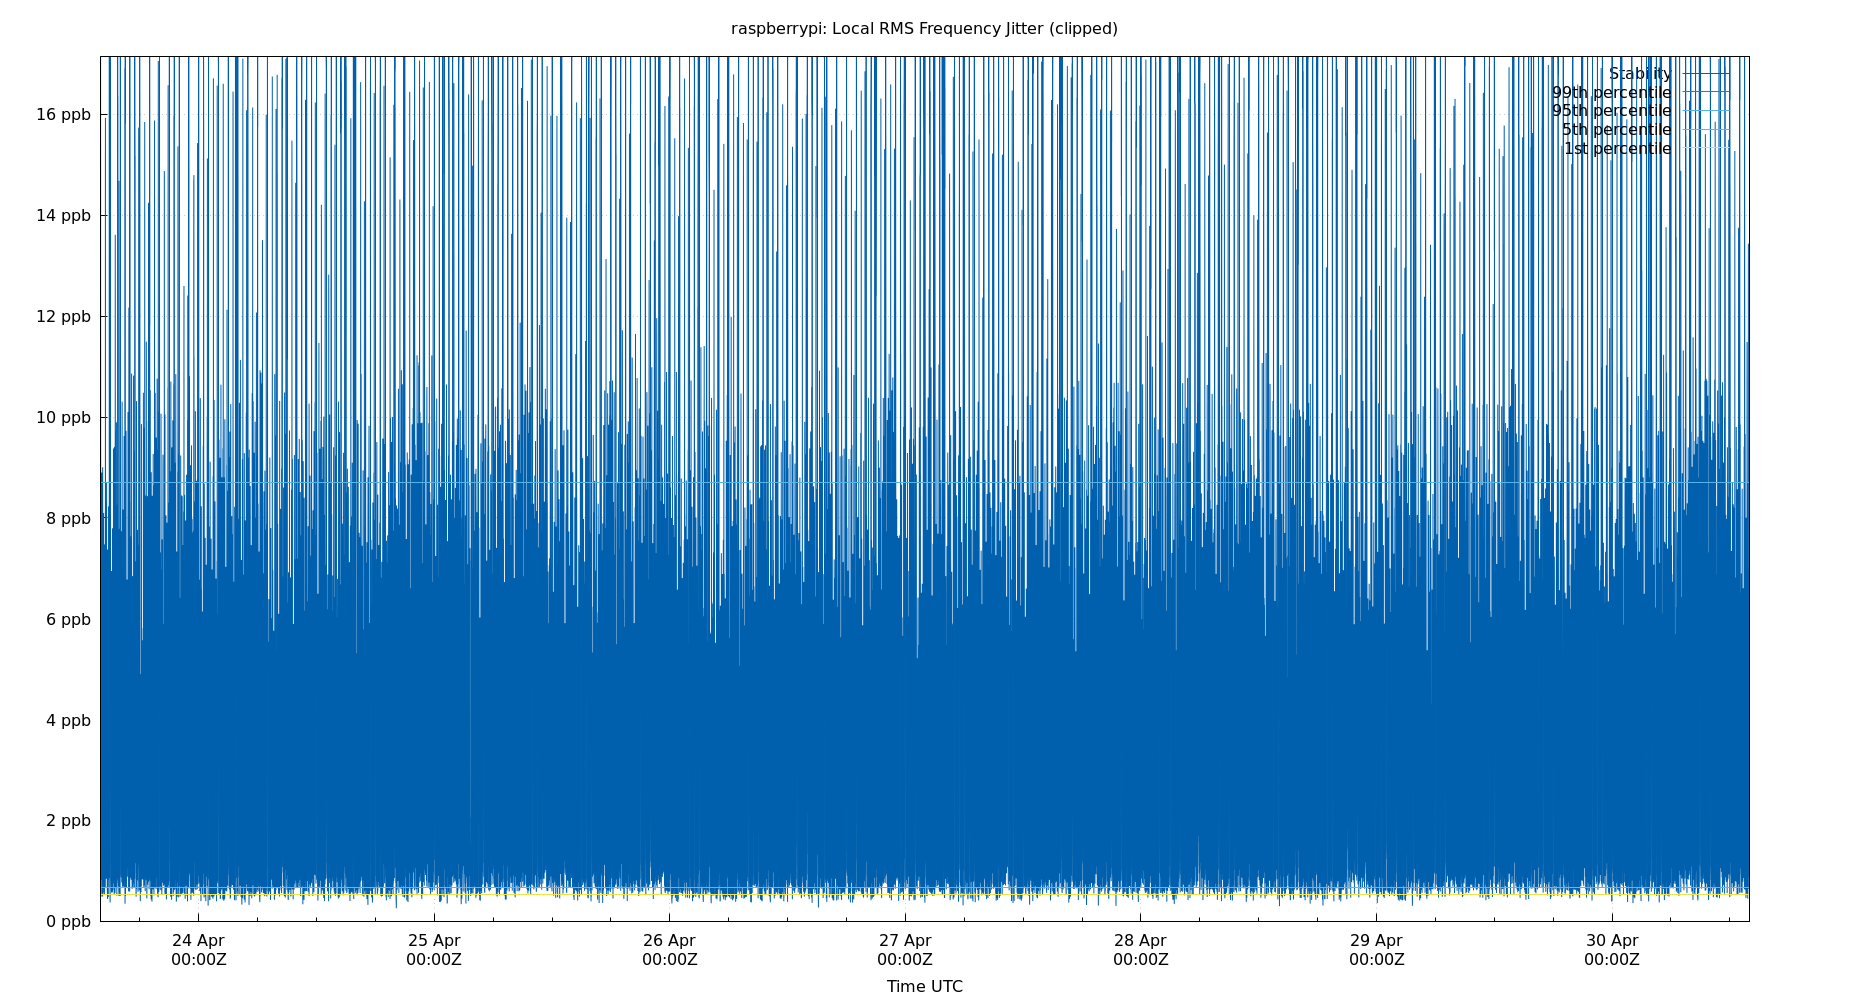 raspberrypi: Local RMS Frequency Jitter (clipped)
Stability
99th percentile
95th percentile
5th percentile
1st percentile
16 ppb
14 ppb
12 ppb
10 ppb
8 ppb
6 ppb
4 ppb
2 ppb
0 ppb
24 Apr 25 Apr 26 Apr 27 Apr 28 Apr 29 Apr 30 Apr
00:00Z 00:00Z 00:00Z 00:00Z 00:00Z 00:00Z 00:00Z
Time UTC